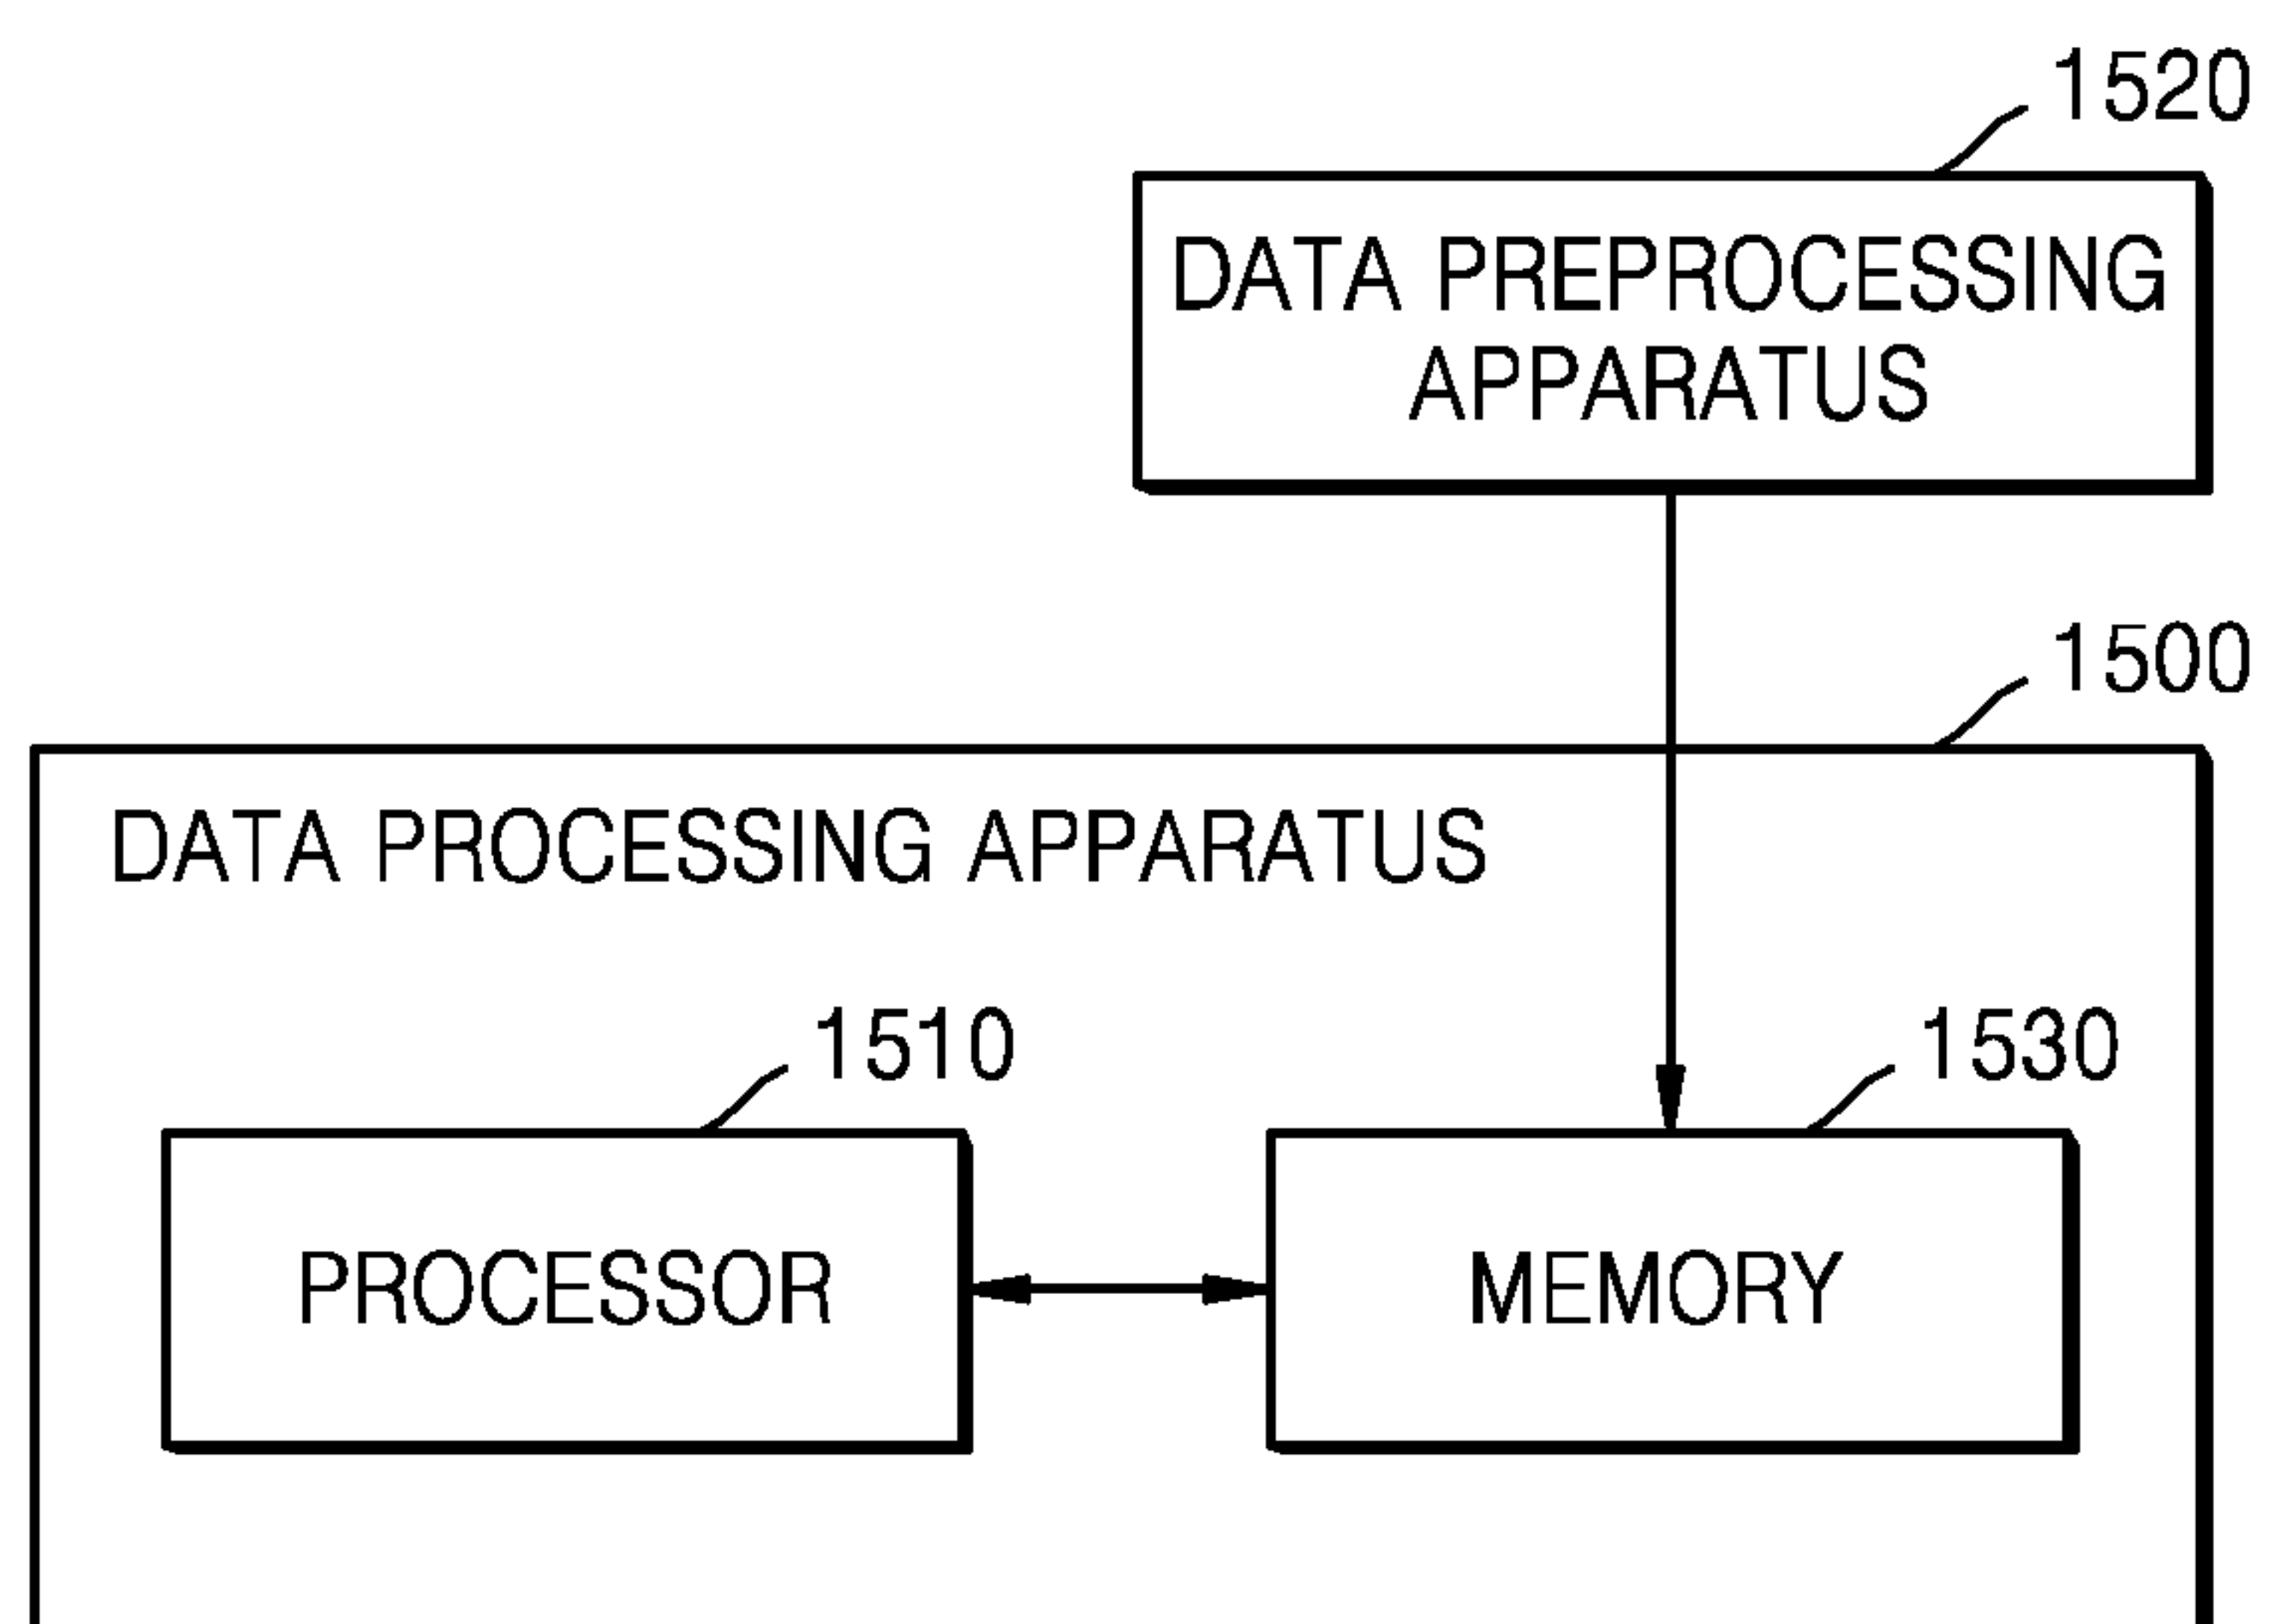 1520
DATA PREPROCESSING
APPARATUS
1500
DATA PROCESSING APPARATUS
1510
1530
PROCESSOR
MEMORY